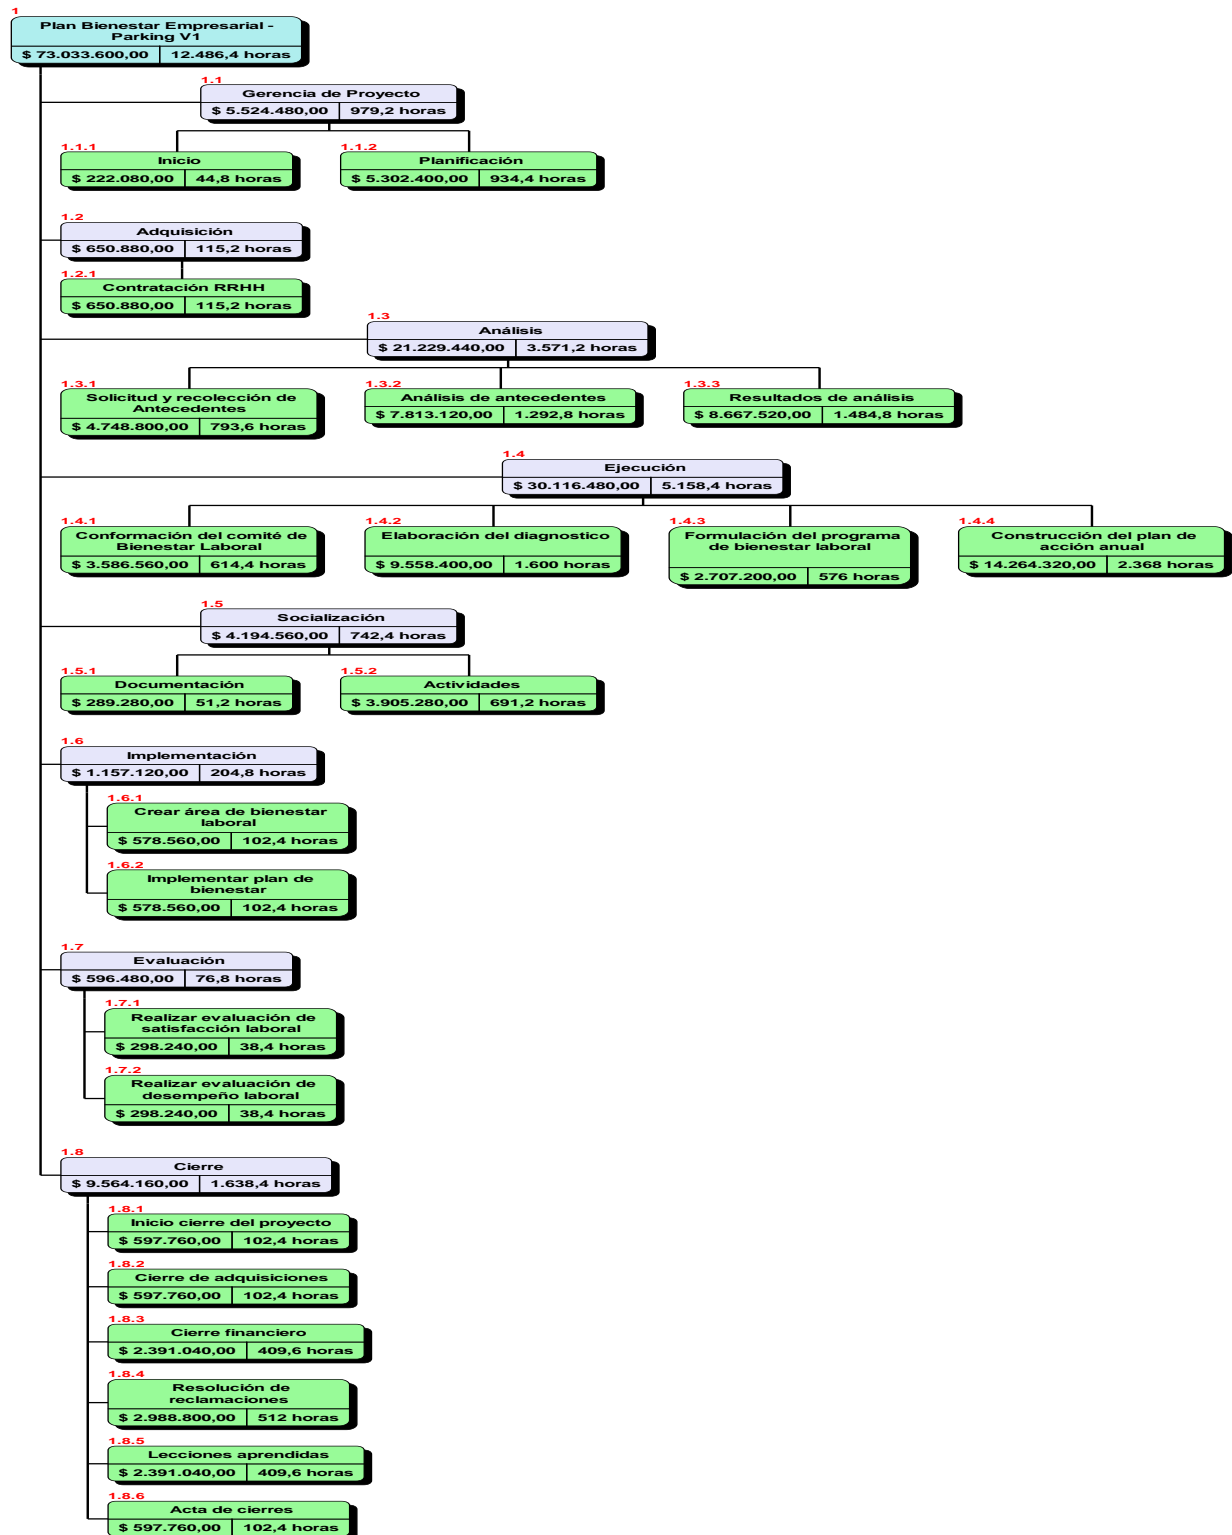 1
Plan Bienestar Empresarial -
Parking V1
$ 73.033.600,00 12.486,4 horas
1.1
Gerencia de Proyecto
$ 5.524.480,00 979,2 horas
1.1.1
Inicio
$ 222.080,00 44,8 horas
1.1.2
Planificación
$ 5.302.400,00 934,4 horas
1.2
Adquisición
$ 650.880,00 115,2 horas
1.2.1
Contratación RRHH
$ 650.880,00 115,2 horas
1.3
Análisis
$ 21.229.440,00 3.571,2 horas
1.3.1
Solicitud y recolección de
Antecedentes
$ 4.748.800,00 793,6 horas
1.3.2
Análisis de antecedentes
$ 7.813.120,00 1.292,8 horas
1.3.3
Resultados de análisis
$ 8.667.520,00 1.484,8 horas
1.4
Ejecución
$ 30.116.480,00 5.158,4 horas
1.4.1
Conformación del comité de
Bienestar Laboral
$ 3.586.560,00 614,4 horas
1.4.2
Elaboración del diagnostico
$ 9.558.400,00 1.600 horas
1.4.3
Formulación del programa
de bienestar laboral
$ 2.707.200,00 576 horas
1.4.4
Construcción del plan de
acción anual
$ 14.264.320,00 2.368 horas
1.5
Socialización
$ 4.194.560,00 742,4 horas
1.5.1
Documentación
$ 289.280,00 51,2 horas
1.5.2
Actividades
$ 3.905.280,00 691,2 horas
1.6
Implementación
$ 1.157.120,00 204,8 horas
1.6.1
Crear área de bienestar
laboral
$ 578.560,00 102,4 horas
1.6.2
Implementar plan de
bienestar
$ 578.560,00 102,4 horas
1.7
Evaluación
$ 596.480,00 76,8 horas
1.7.1
Realizar evaluación de
satisfacción laboral
$ 298.240,00 38,4 horas
1.7.2
Realizar evaluación de
desempeño laboral
$ 298.240,00 38,4 horas
1.8
Cierre
$ 9.564.160,00 1.638,4 horas
1.8.1
Inicio cierre del proyecto
$ 597.760,00 102,4 horas
1.8.2
Cierre de adquisiciones
$ 597.760,00 102,4 horas
1.8.3
Cierre financiero
$ 2.391.040,00 409,6 horas
1.8.4
Resolución de
reclamaciones
$ 2.988.800,00 512 horas
1.8.5
Lecciones aprendidas
$ 2.391.040,00 409,6 horas
1.8.6
Acta de cierres
$ 597.760,00 102,4 horas